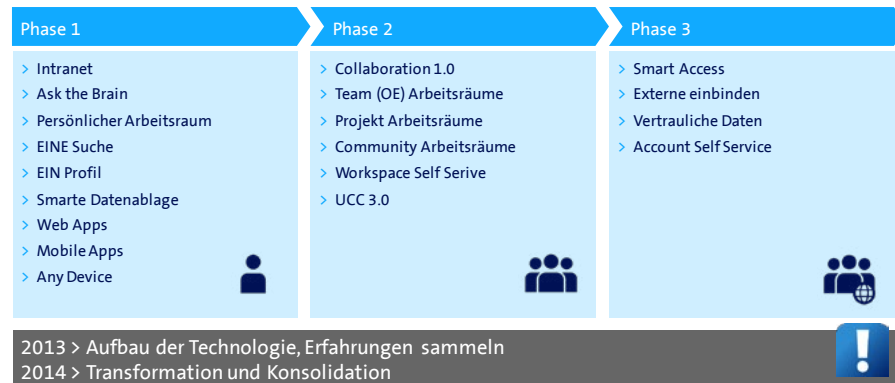 Phase 1
> Intranet
> Ask the Brain
> Persönlicher Arbeitsraum
> EINE Suche
> EIN Profil
> Smarte Datenablage
> Web Apps
> Mobile Apps
> Any Device
Phase 2
> Collaboration 1.0
> Team (OE) Arbeitsräume
> Projekt Arbeitsräume
> Community Arbeitsräume
> Workspace Self Serive
> UCC 3.0
Phase 3
> Smart Access
> Externe einbinden
> Vertrauliche Daten
> Account Self Service
2013 > Aufbau der Technologie, Erfahrungen sammeln
2014 > Transformation und Konsolidation
!